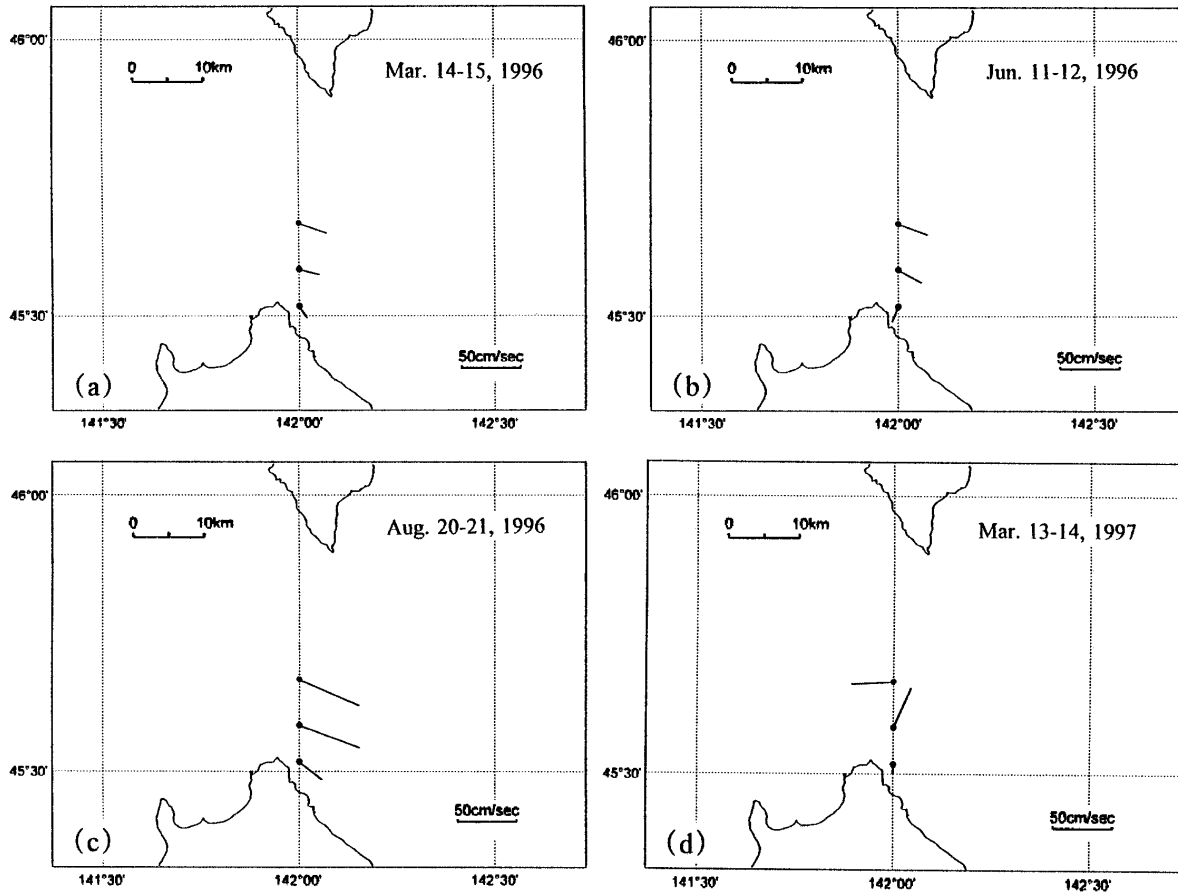 46°00'
0 10km
Mar. 14-15, 1996
45°30'
50cm/sec
(a)
141°30' 142°00' 142°30'
46°00'
0 10km
Jun. 11-12, 1996
45°30'
50cm/sec
(b)
141°30' 142°00' 142°30'
46°00'
0 10km
Aug. 20-21, 1996
45°30'
50cm/sec
(c)
141°30' 142°00' 142°30'
46°00'
0 10km
Mar. 13-14, 1997
45°30'
50cm/sec
(d)
141°30' 142°00' 142°30'